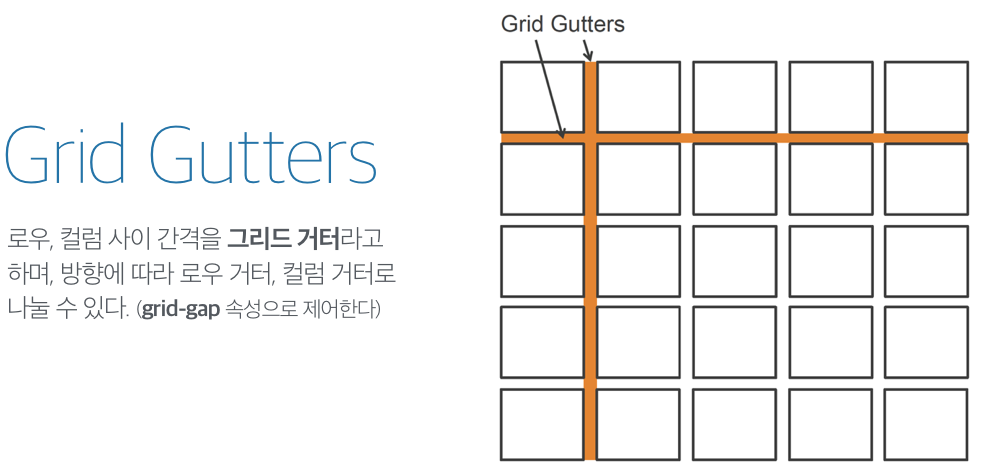 Grid Gutters
로우, 컬럼 사이 간격을 그리드 거터라고
하며, 방향에 따라 로우 거터, 컬럼 거터로
나눌 수 있다. (grid-gap 속성으로 제어한다)
Grid Gutters